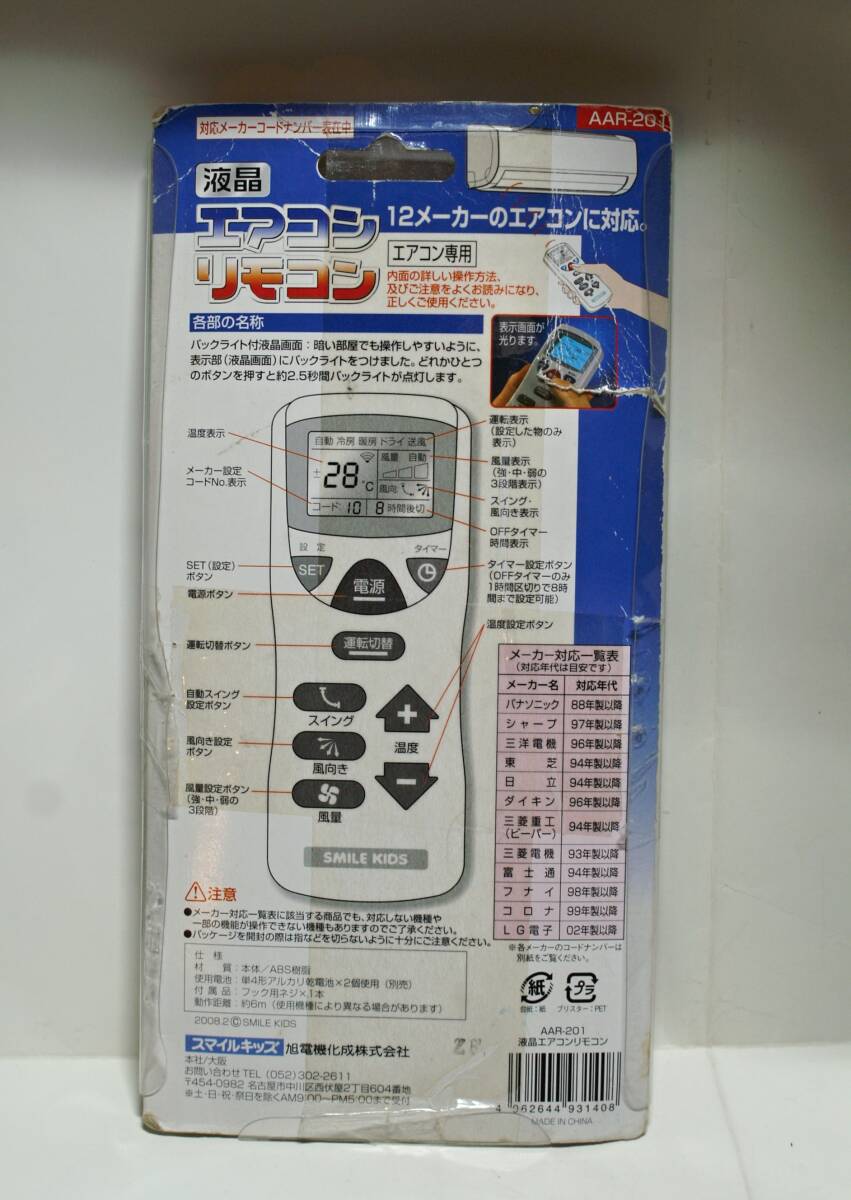 対応メーカーコードナンバー表在中
AAR-201
液晶
エアコン
リモコン
12メーカーのエアコンに対応。
エアコン専用
内面の詳しい操作方法、
及びご注意をよくお読みになり、
正しくご使用ください。
各部の名称
バックライト付液晶画面：暗い部屋でも操作しやすいように、
表示部（液晶画面）にバックライトをつけました。どれかひとつ
のボタンを押すと約2.5秒間バックライトが点灯します。
表示画面が
光ります。
温度表示
メーカー設定
コードNo.表示
SET（設定）
ボタン
電源ボタン
運転切替ボタン
自動スイング
設定ボタン
風向き設定
ボタン
風量設定ボタン
（強・中・弱の
3段階）
自動 冷房 暖房 ドライ 送風
風量 自動
± 28 ℃
風向
コード 10 8 時間後切
設定
タイマー
SET
電源
運転切替
スイング
風向き
風量
＋
温度
－
SMILE KIDS
運転表示
（設定した物のみ
表示）
風量表示
（強・中・弱の
3段階表示）
スイング・
風向き表示
OFFタイマー
時間表示
タイマー設定ボタン
（OFFタイマーのみ
1時間区切りで8時
間まで設定可能）
温度設定ボタン
メーカー対応一覧表
（対応年代は目安です）
メーカー名 対応年代
パナソニック 88年製以降
シャープ 97年製以降
三洋電機 96年製以降
東芝 94年製以降
日立 94年製以降
ダイキン 96年製以降
三菱重工
（ビーバー） 94年製以降
三菱電機 93年製以降
富士通 94年製以降
フナイ 98年製以降
コロナ 99年製以降
LG電子 02年製以降
※各メーカーのコードナンバーは
別紙をご覧ください。
注意
●メーカー対応一覧表に該当する商品でも、対応しない機種や
一部の機能が操作できない機種もありますのでご了承ください。
●パッケージを開封の際は指などを切らないように十分にご注意ください。
仕様
材質：本体／ABS樹脂
使用電池：単4形アルカリ乾電池×2個使用（別売）
付属品：フック用ネジ×1本
動作距離：約6m（使用機種により異なる場合があります）
2008.2 © SMILE KIDS
スマイルキッズ 旭電機化成株式会社
本社/大阪
お問い合わせ TEL (052) 302-2611
〒454-0982 名古屋市中川区西伏屋2丁目604番地
※土・日・祝・祭日を除くAM9:00～PM5:00まで受付
紙
プラ
台紙：紙
ブリスター：PET
AAR-201
液晶エアコンリモコン
4 962644 931408
MADE IN CHINA